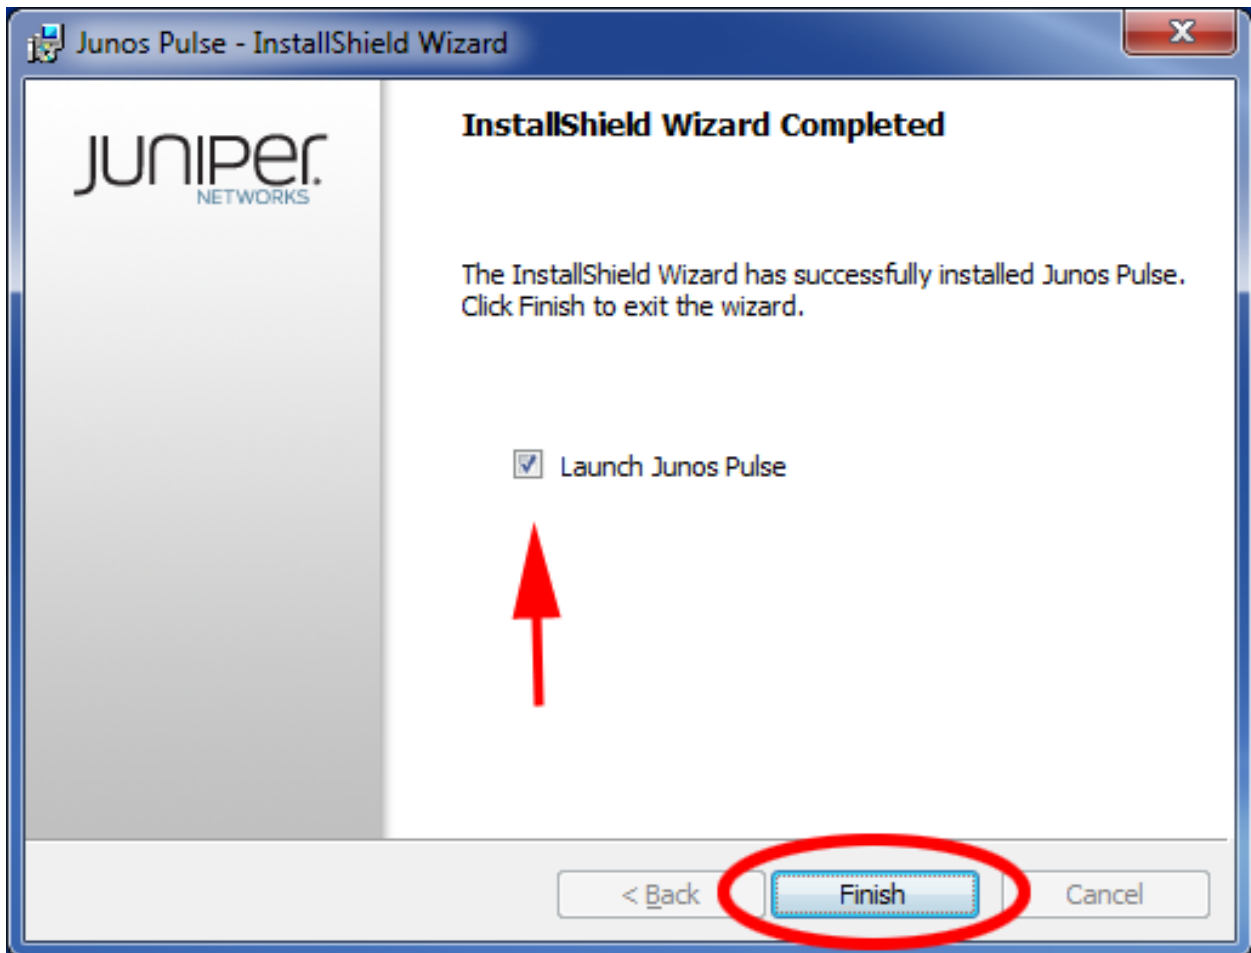 Junos Pulse - InstallShield Wizard
x
JUNIPER
NETWORKS
InstallShield Wizard Completed
The InstallShield Wizard has successfully installed Junos Pulse.
Click Finish to exit the wizard.
Launch Junos Pulse
< Back
Finish
Cancel